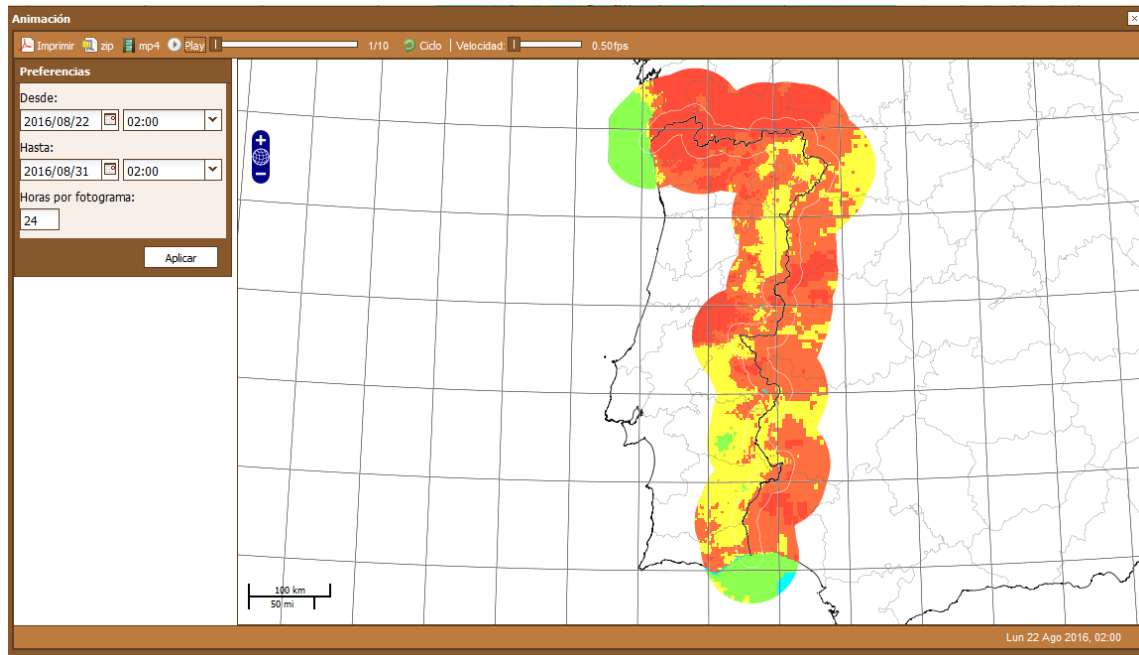 Animación
Imprimir zip mp4 Play 1/10 Ciclo | Velocidad: 0.50fps
Preferencias
Desde:
2016/08/22 02:00
Hasta:
2016/08/31 02:00
Horas por fotograma:
24
Aplicar
100 km
50 mi
Lun 22 Ago 2016, 02:00